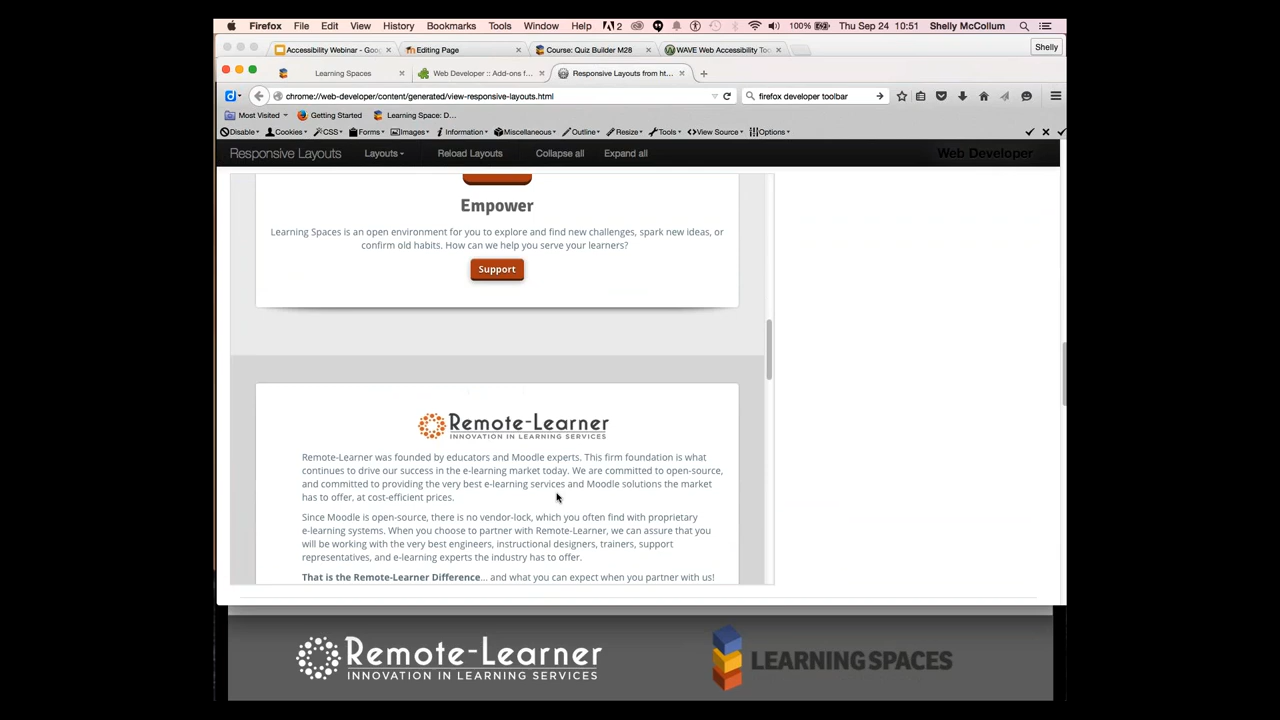 Firefox File Edit View History Bookmarks Tools Window Help 2 100% Thu Sep 24 10:51 Shelly McCollum
Accessibility Webinar - Goo Editing Page Course: Quiz Builder M28 WAVE Web Accessibility Too Shelly
Learning Spaces Web Developer :: Add-ons f... Responsive Layouts from ht...
chrome://web-developer/content/generated/view-responsive-layouts.html firefox developer toolbar
Most Visited Getting Started Learning Space: D...
Disable Cookies CSS Forms Images Information Miscellaneous Outline Resize Tools View Source Options
Responsive Layouts Layouts Reload Layouts Collapse all Expand all Web Developer
Empower
Learning Spaces is an open environment for you to explore and find new challenges, spark new ideas, or
confirm old habits. How can we help you serve your learners?
Support
Remote-Learner
INNOVATION IN LEARNING SERVICES
Remote-Learner was founded by educators and Moodle experts. This firm foundation is what
continues to drive our success in the e-learning market today. We are committed to open-source,
and committed to providing the very best e-learning services and Moodle solutions the market
has to offer, at cost-efficient prices.
Since Moodle is open-source, there is no vendor-lock, which you often find with proprietary
e-learning systems. When you choose to partner with Remote-Learner, we can assure that you
will be working with the very best engineers, instructional designers, trainers, support
representatives, and e-learning experts the industry has to offer.
That is the Remote-Learner Difference... and what you can expect when you partner with us!
Remote-Learner
INNOVATION IN LEARNING SERVICES
LEARNING SPACES